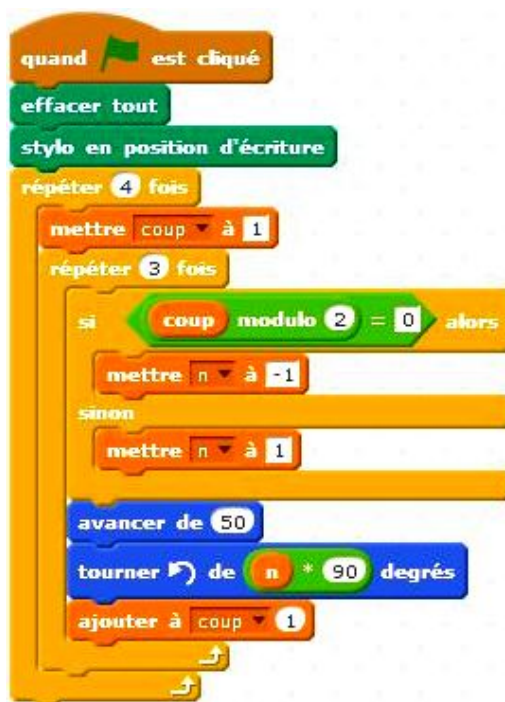 quand est cliqué
effacer tout
stylo en position d'écriture
répéter 4 fois
mettre coup à 1
répéter 3 fois
si coup modulo 2 = 0 alors
mettre n à -1
sinon
mettre n à 1
avancer de 50
tourner de n * 90 degrés
ajouter à coup 1